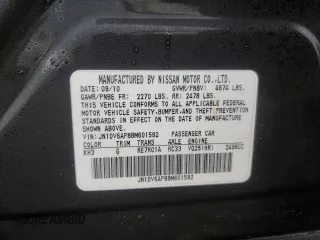 MANUFACTURED BY NISSAN MOTOR CO.,LTD.
DATE: 09/10 GVWR/PNBV: 4674 LBS.
GAWR/PNBE FR: 2270 LBS. RR: 2478 LBS.
THIS VEHICLE CONFORMS TO ALL APPLICABLE FEDERAL
MOTOR VEHICLE SAFETY,BUMPER,AND THEFT PREVENTION
STANDARDS IN EFFECT ON THE DATE OF
MANUFACTURE SHOWN ABOVE.
V.I.N.: JN1DV6AP8BM601592 PASSENGER CAR
COLOR TRIM TRANS AXLE ENGINE
KH3 G RE7R01A RC33 VQ25(HR) 2495CC
JN1DV6AP8BM601592